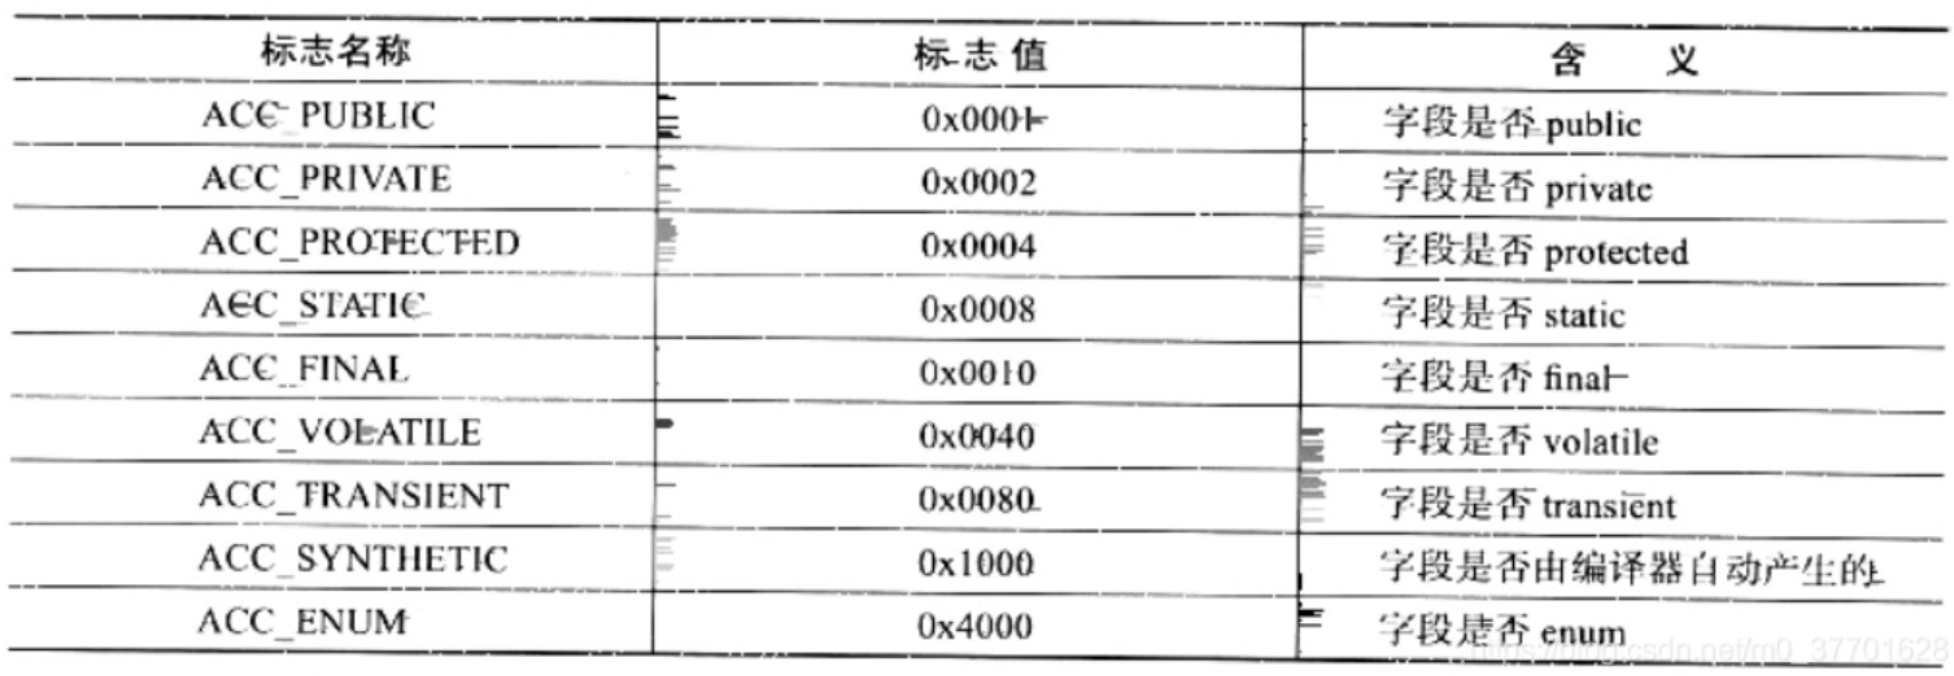 标志名称 标志值 含 义
ACC_PUBLIC 0x0001 字段是否 public
ACC_PRIVATE 0x0002 字段是否 private
ACC_PROTECTED 0x0004 字段是否 protected
ACC_STATIC 0x0008 字段是否 static
ACC_FINAL 0x0010 字段是否 final
ACC_VOLATILE 0x0040 字段是否 volatile
ACC_TRANSIENT 0x0080 字段是否 transient
ACC_SYNTHETIC 0x1000 字段是否由编译器自动产生的
ACC_ENUM 0x4000 字段是否 enum
https://blog.csdn.net/m0_37701628